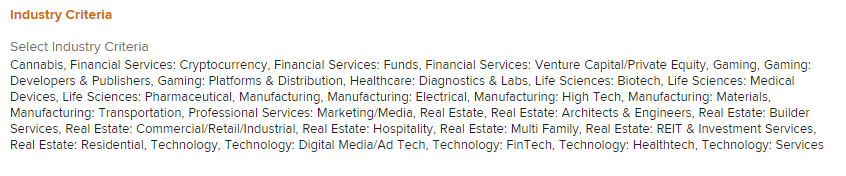 Industry Criteria
Select Industry Criteria
Cannabis, Financial Services: Cryptocurrency, Financial Services: Funds, Financial Services: Venture Capital/Private Equity, Gaming, Gaming:
Developers & Publishers, Gaming: Platforms & Distribution, Healthcare: Diagnostics & Labs, Life Sciences: Biotech, Life Sciences: Medical
Devices, Life Sciences: Pharmaceutical, Manufacturing, Manufacturing: Electrical, Manufacturing: High Tech, Manufacturing: Materials,
Manufacturing: Transportation, Professional Services: Marketing/Media, Real Estate, Real Estate: Architects & Engineers, Real Estate: Builder
Services, Real Estate: Commercial/Retail/Industrial, Real Estate: Hospitality, Real Estate: Multi Family, Real Estate: REIT & Investment Services,
Real Estate: Residential, Technology, Technology: Digital Media/Ad Tech, Technology: FinTech, Technology: Healthtech, Technology: Services